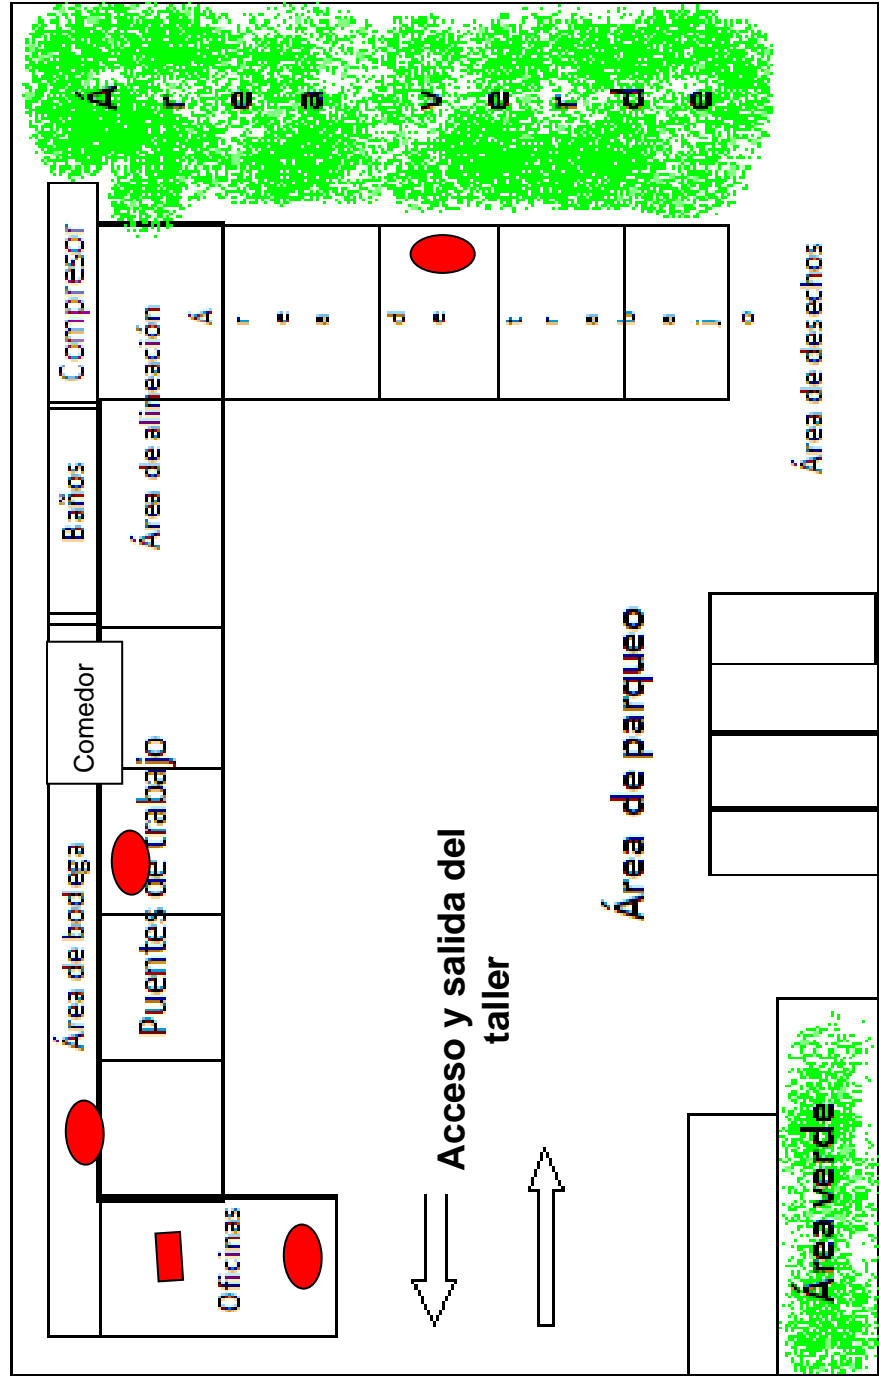 Área verde
Compresor
Área de alineación
Área de trabajo
Área de desechos
Baños
Comedor
Puentes de trabajo
Área de parqueo
Área de bodega
Acceso y salida del
taller
Oficinas
Área verde